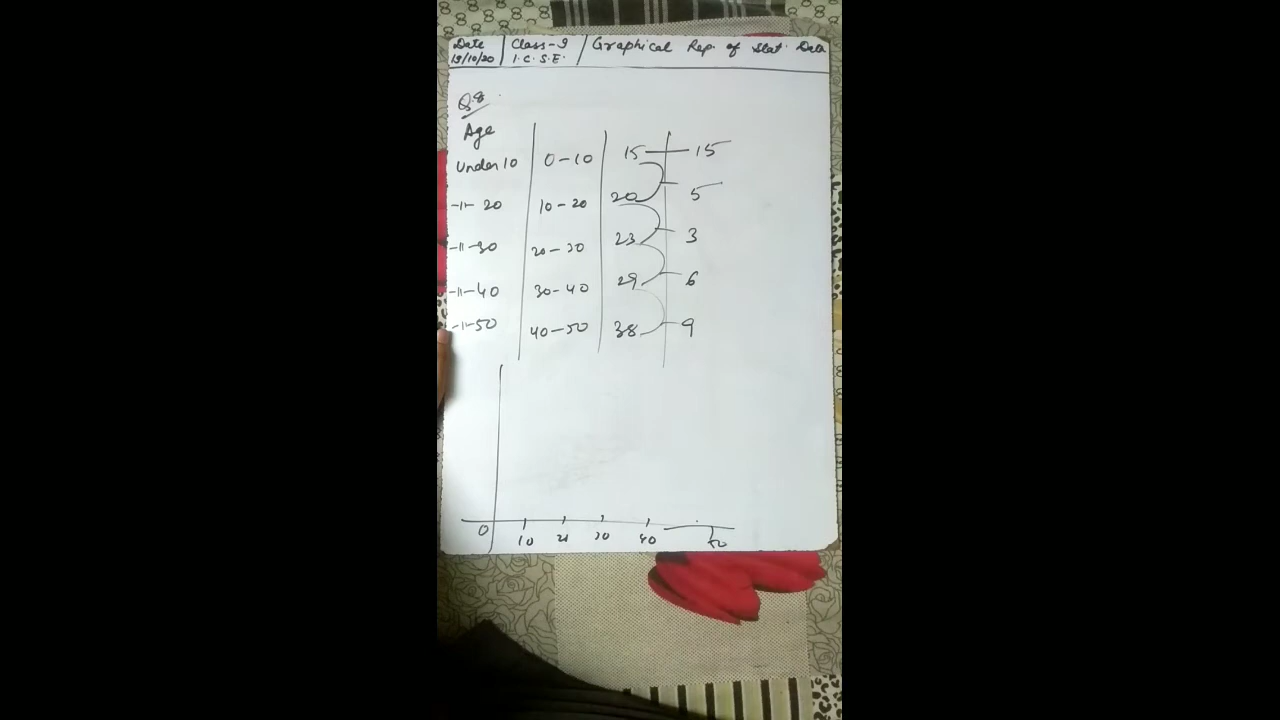 Date | Class-9 / Graphical Rep. of Stat. Data
19/10/20 | I.C.S.E.
Q8
Age
Under 10 | 0-10 | 15 15
-11- 20 | 10-20 | 20 5
-11-30 | 20-30 | 23 3
-11-40 | 30-40 | 29 6
-11-50 | 40-50 | 38 9
0 10 20 30 40 50